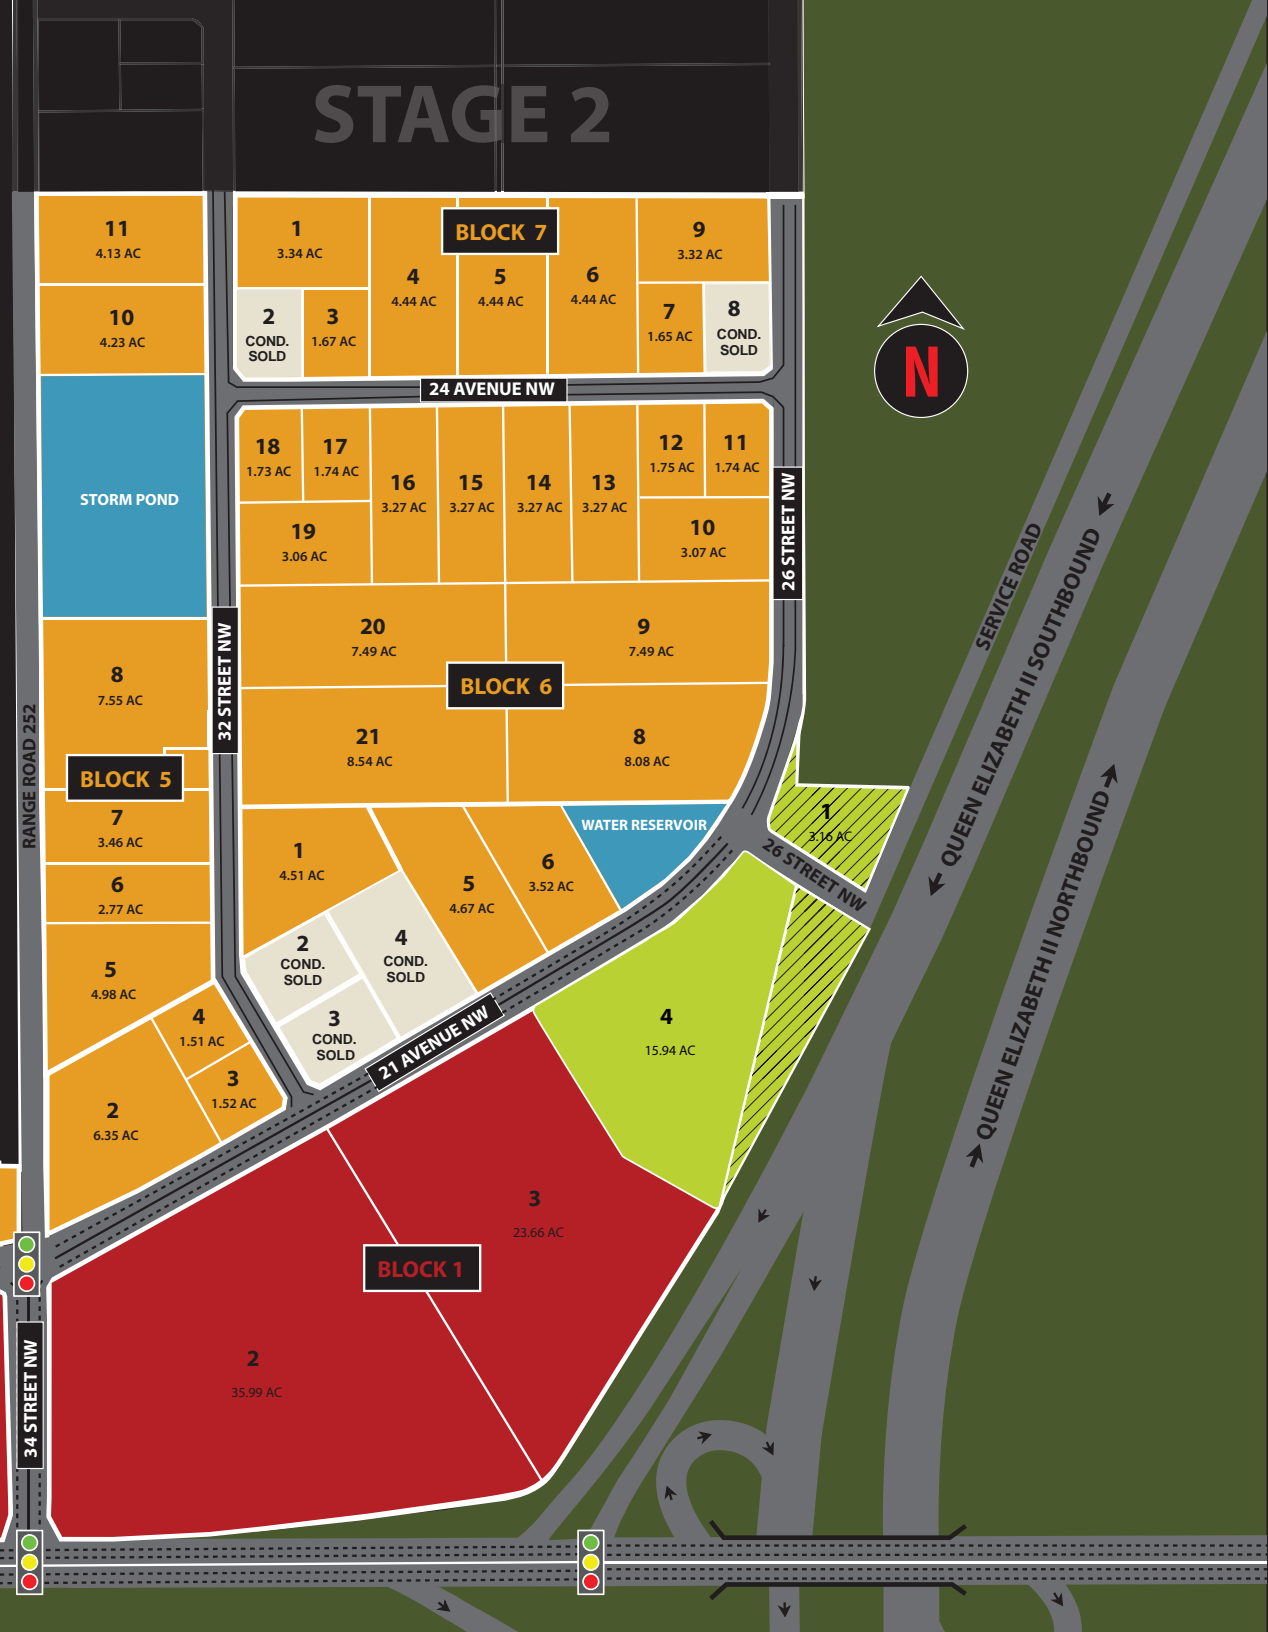 STAGE 2
11
4.13 AC
10
4.23 AC
STORM POND
8
7.55 AC
BLOCK 5
7
3.46 AC
6
2.77 AC
5
4.98 AC
4
1.51 AC
3
1.52 AC
2
6.35 AC
RANGE ROAD 252
32 STREET NW
34 STREET NW
BLOCK 7
1
3.34 AC
2
COND.
SOLD
3
1.67 AC
4
4.44 AC
5
4.44 AC
6
4.44 AC
9
3.32 AC
7
1.65 AC
8
COND.
SOLD
24 AVENUE NW
18
1.73 AC
17
1.74 AC
16
3.27 AC
15
3.27 AC
14
3.27 AC
13
3.27 AC
12
1.75 AC
11
1.74 AC
19
3.06 AC
10
3.07 AC
20
7.49 AC
9
7.49 AC
BLOCK 6
21
8.54 AC
8
8.08 AC
1
4.51 AC
2
COND.
SOLD
3
COND.
SOLD
4
COND.
SOLD
5
4.67 AC
6
3.52 AC
WATER RESERVOIR
26 STREET NW
1
3.16 AC
26 STREET NW
21 AVENUE NW
4
15.94 AC
3
23.66 AC
BLOCK 1
2
35.99 AC
N
SERVICE ROAD
QUEEN ELIZABETH II SOUTHBOUND
QUEEN ELIZABETH II NORTHBOUND